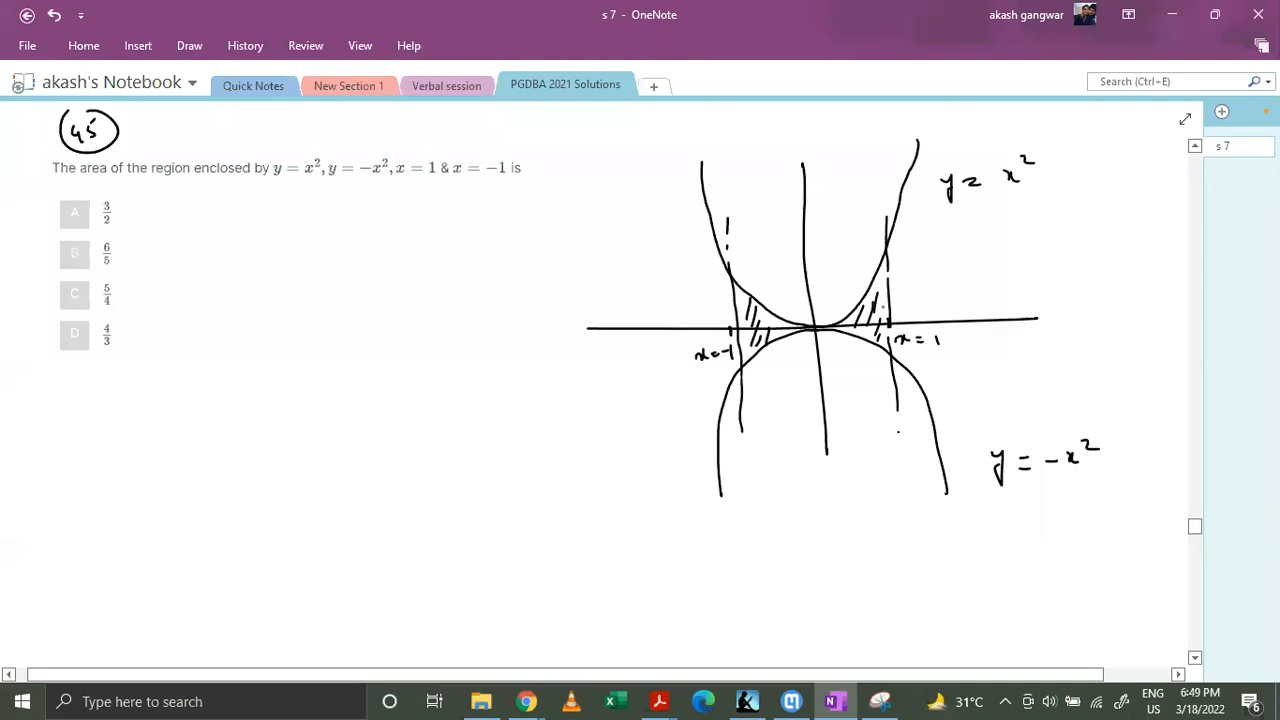 s 7 - OneNote
akash gangwar
File Home Insert Draw History Review View Help
akash's Notebook
Quick Notes
New Section 1
Verbal session
PGDBA 2021 Solutions
Search (Ctrl+E)
45
s 7
The area of the region enclosed by y = x², y = −x², x = 1 & x = −1 is
y = x²
A 3/2
B 6/5
C 5/4
D 4/3
x=-1
x = 1
y = -x²
Type here to search
31°C
ENG
US
6:49 PM
3/18/2022
6